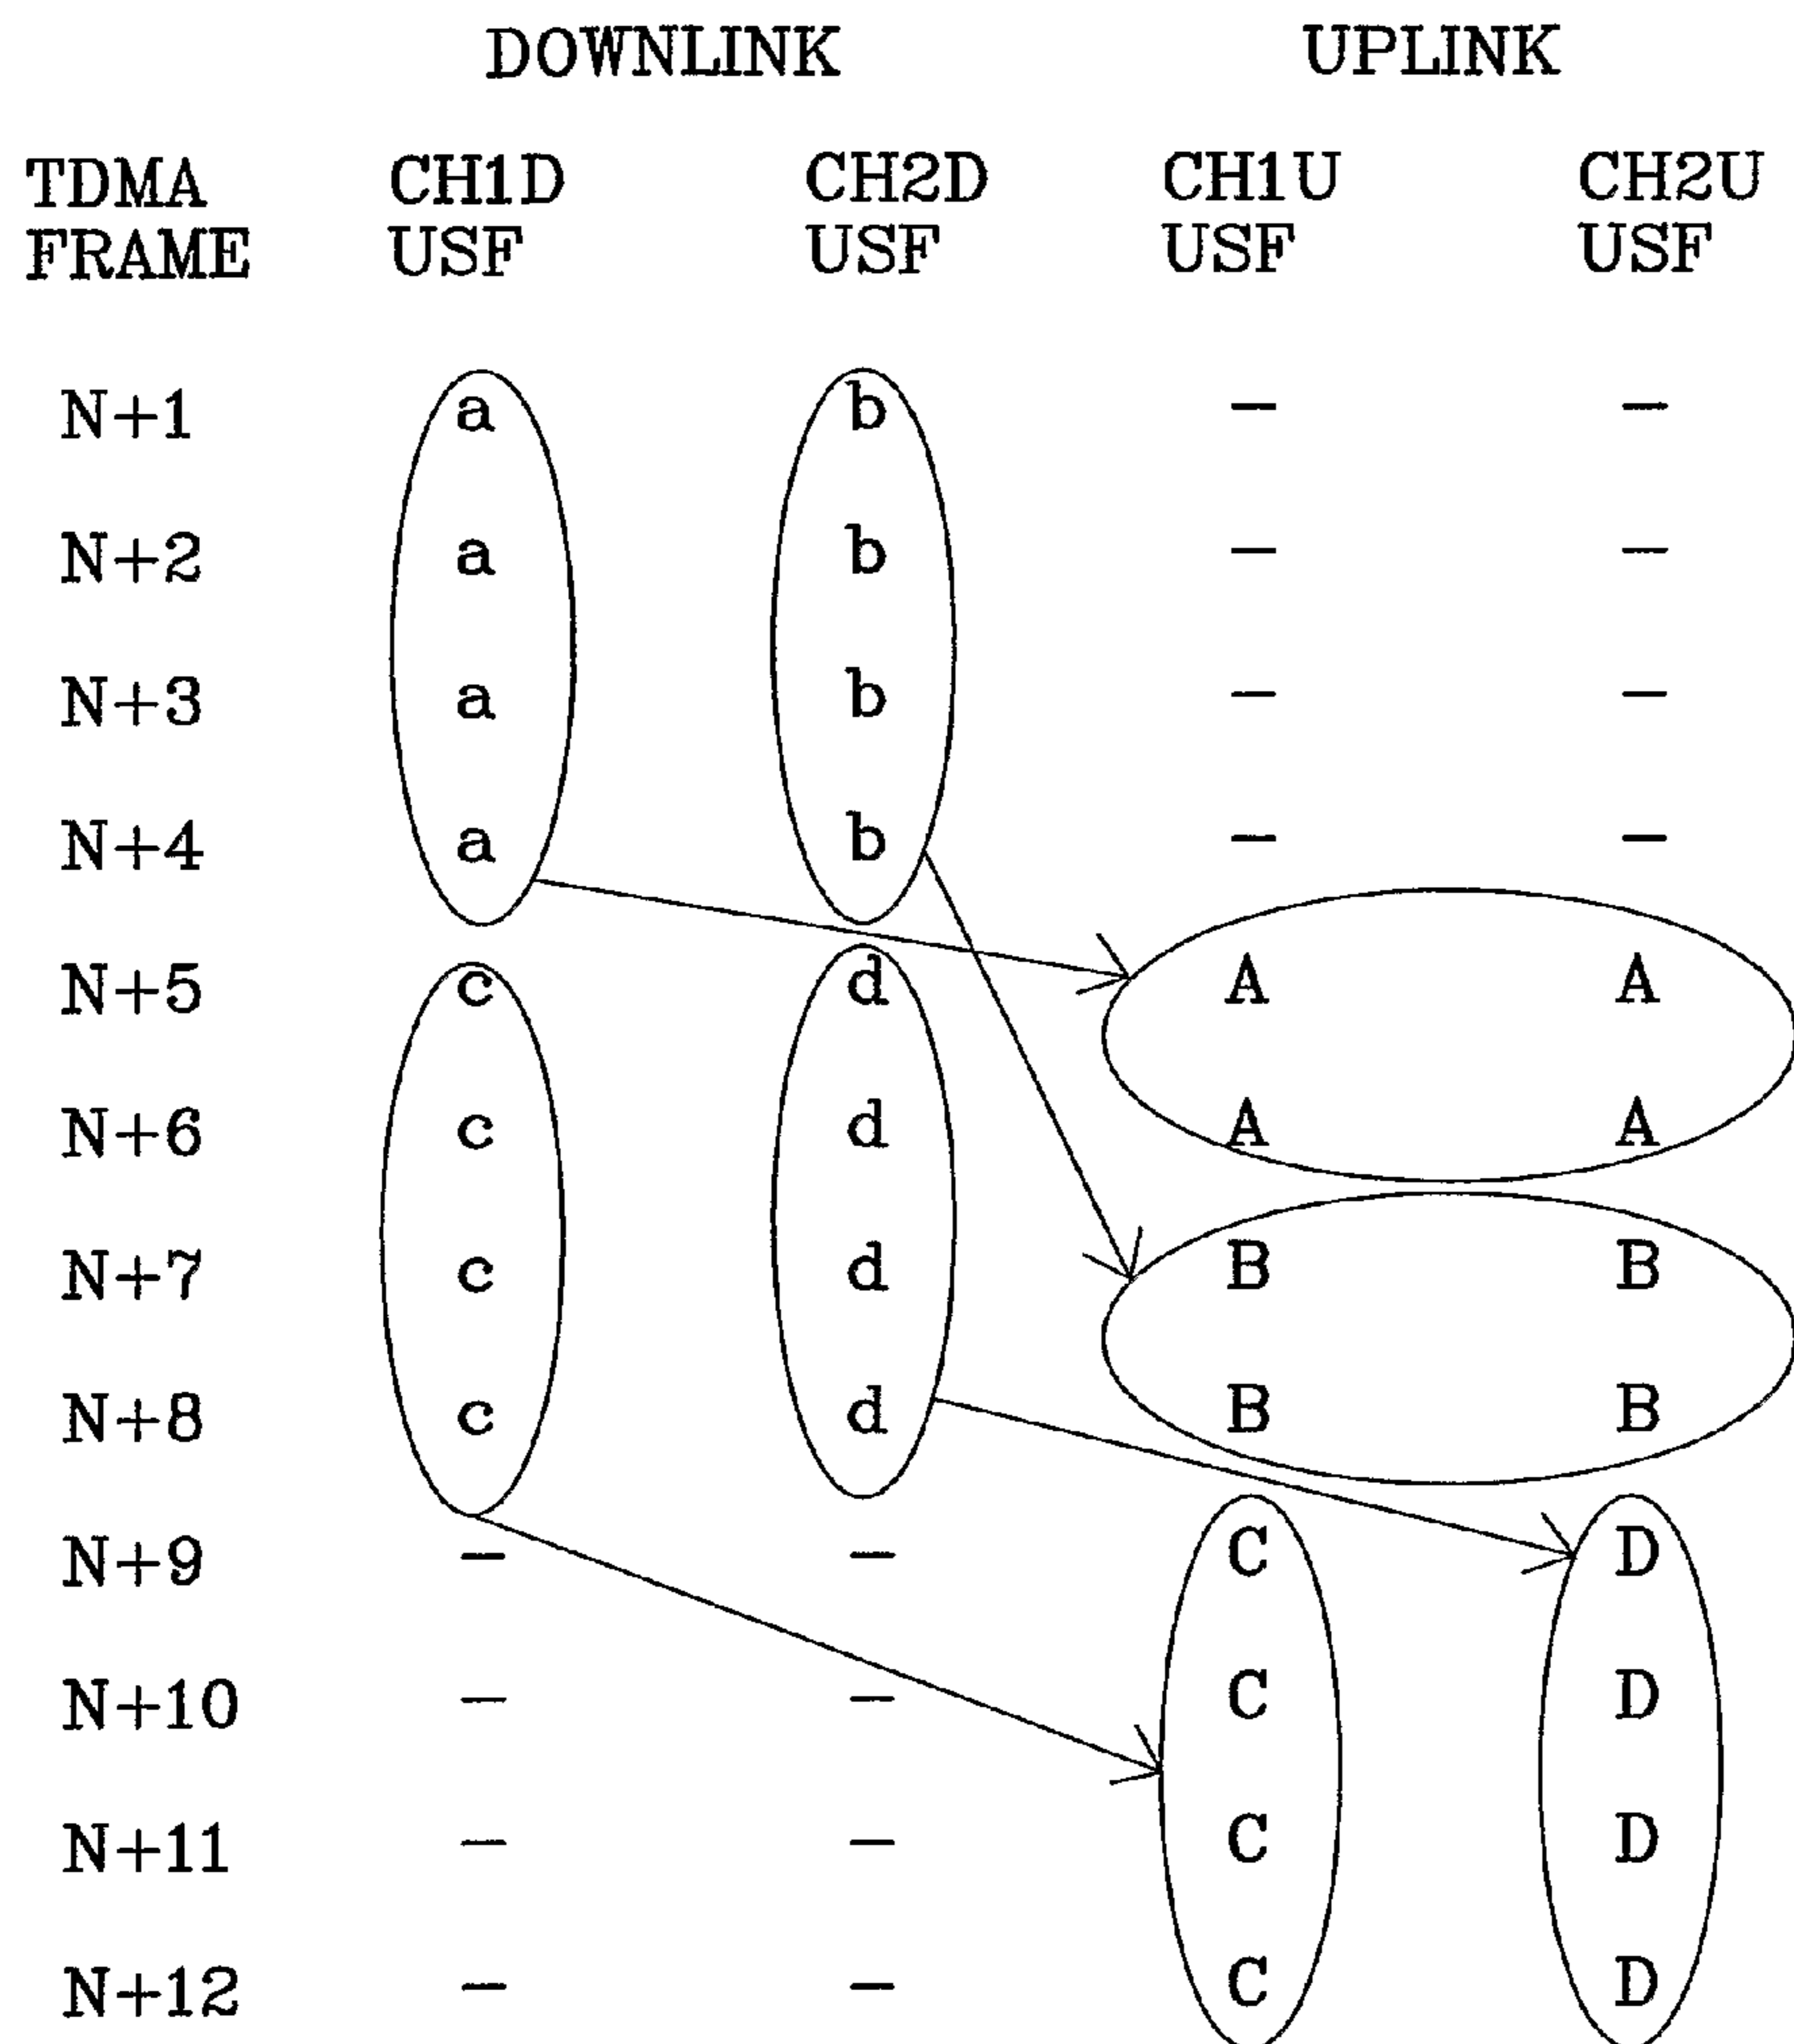 DOWNLINK UPLINK
TDMA CH1D CH2D CH1U CH2U
FRAME USF USF USF USF
N+1 a b - -
N+2 a b - -
N+3 a b - -
N+4 a b - -
N+5 c d A A
N+6 c d A A
N+7 c d B B
N+8 c d B B
N+9 - - C D
N+10 - - C D
N+11 - - C D
N+12 - - C D